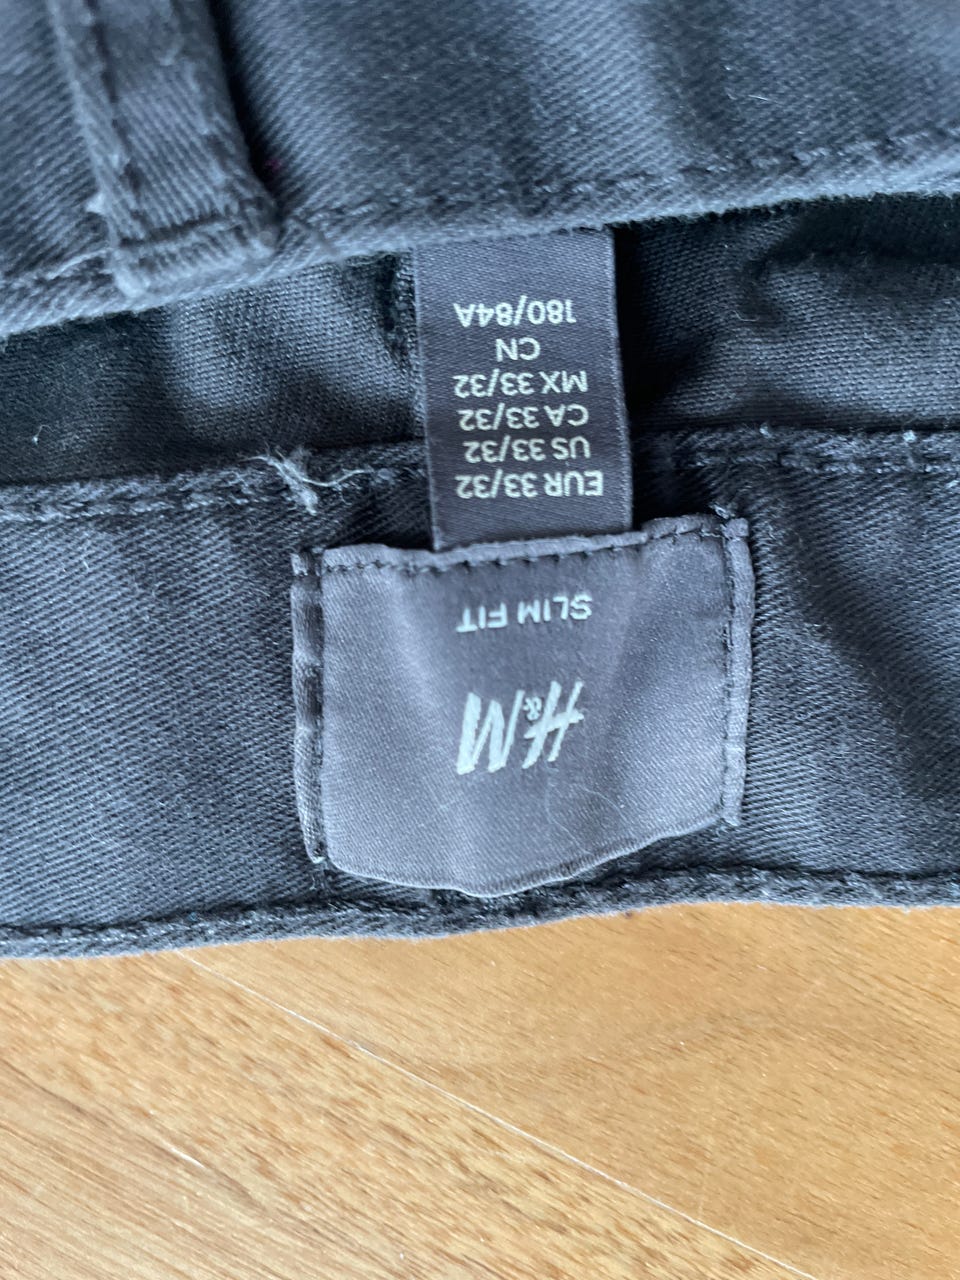 H&M
SLIM FIT
EUR 33/32
US 33/32
CA 33/32
MX 33/32
CN
180/84A